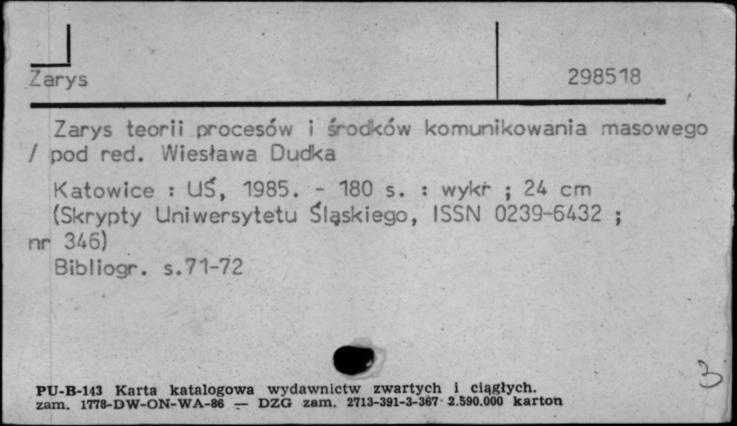 Zarys 298518
Zarys teorii procesów i środków komunikowania masowego
/ pod red. Wiesława Dudka
Katowice : UŚ, 1985. - 180 s. : wykr ; 24 cm
(Skrypty Uniwersytetu Śląskiego, ISSN 0239-6432 ;
nr 346)
Bibliogr. s.71-72
3
PU-B-143 Karta katalogowa wydawnictw zwartych i ciągłych.
zam. 1778-DW-ON-WA-86 — DZG zam. 2713-391-3-367 2.590.000 karton